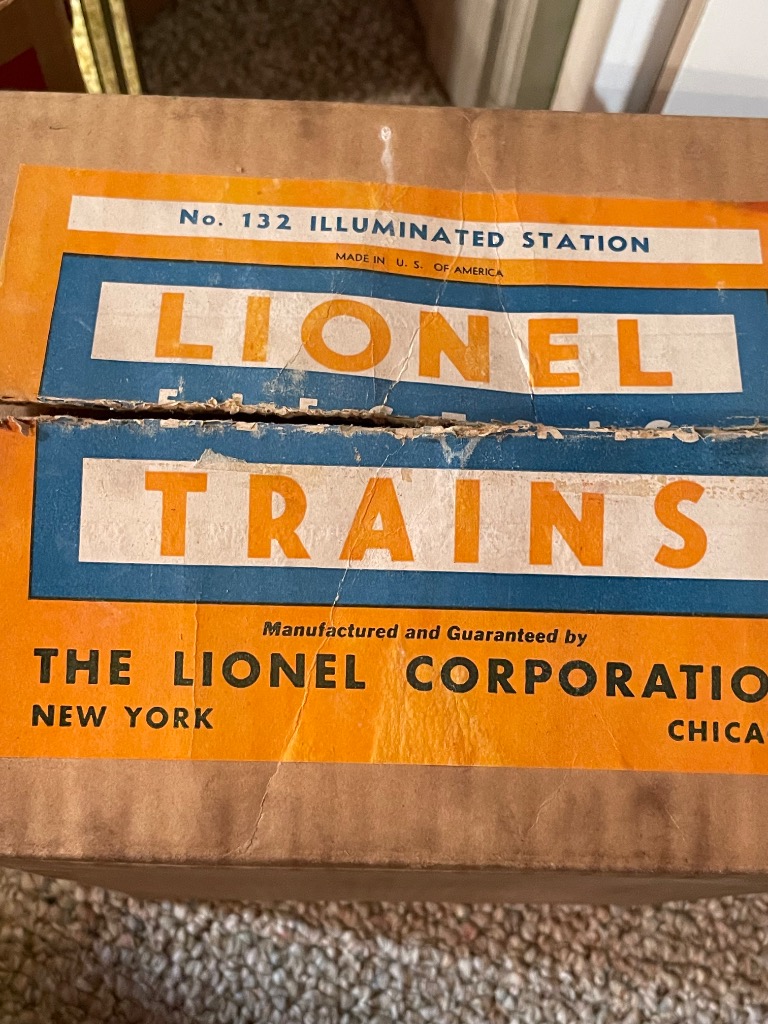 No. 132 ILLUMINATED STATION
MADE IN U. S. OF AMERICA
LIONEL
TRAINS
Manufactured and Guaranteed by
THE LIONEL CORPORATIO
NEW YORK CHICA